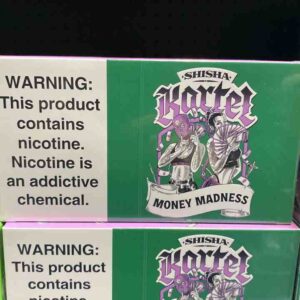 WARNING:
This product
contains
nicotine.
Nicotine is
an addictive
chemical.
SHISHA
Kartel
MONEY MADNESS
WARNING:
This product
contains
SHISHA
Kartel